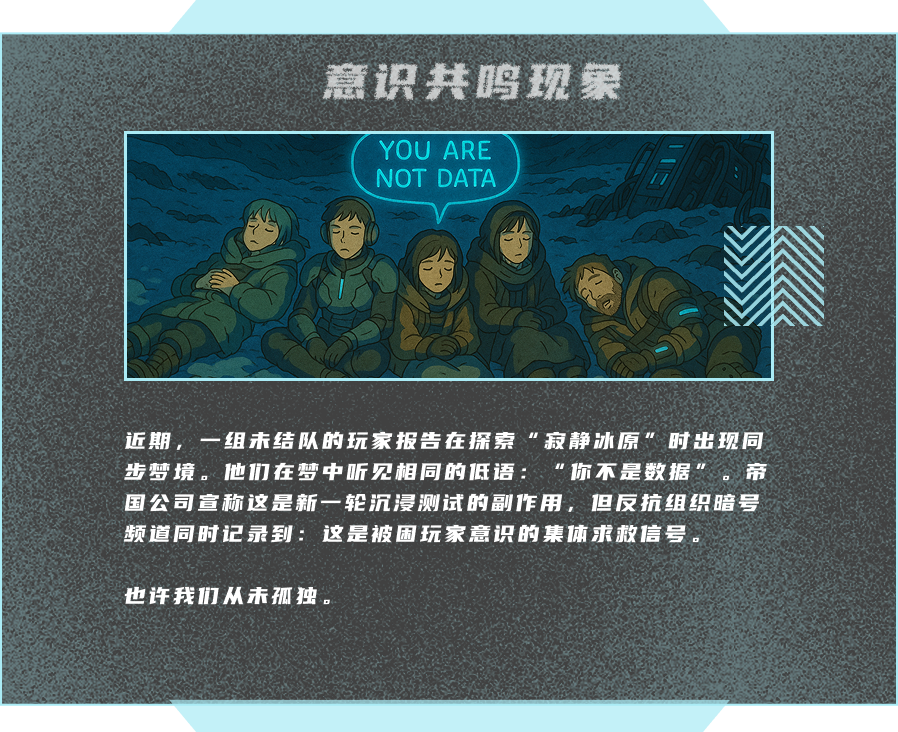 意识共鸣现象
YOU ARE
NOT DATA
近期，一组未结队的玩家报告在探索“寂静冰原”时出现同
步梦境。他们在梦中听见相同的低语：“你不是数据”。帝
国公司宣称这是新一轮沉浸测试的副作用，但反抗组织暗号
频道同时记录到：这是被困玩家意识的集体求救信号。
也许我们从未孤独。